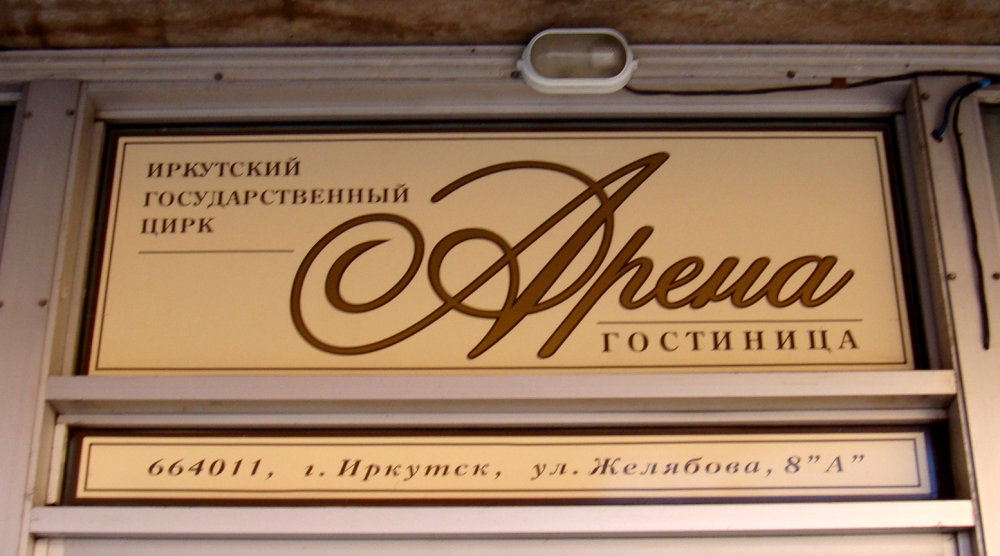 ИРКУТСКИЙ
ГОСУДАРСТВЕННЫЙ
ЦИРК
Арена
ГОСТИНИЦА
664011, г. Иркутск, ул. Желябова, 8"А"